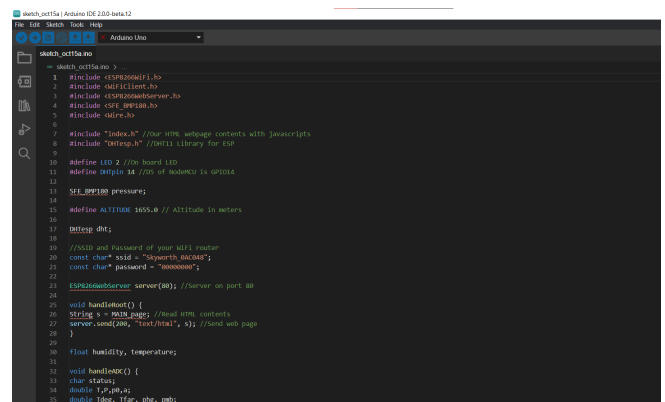 sketch_oct15a | Arduino IDE 2.0.0-beta.12
File Edit Sketch Tools Help
Arduino Uno
sketch_oct15a.ino
sketch_oct15a.ino > ...
1 #include <ESP8266WiFi.h>
2 #include <WiFiClient.h>
3 #include <ESP8266WebServer.h>
4 #include <SFE_BMP180.h>
5 #include <Wire.h>
6
7 #include "index.h" //Our HTML webpage contents with javascripts
8 #include "DHTesp.h" //DHT11 Library for ESP
9
10 #define LED 2 //On board LED
11 #define DHTpin 14 //D5 of NodeMCU is GPIO14
12
13 SFE_BMP180 pressure;
14
15 #define ALTITUDE 1655.0 // Altitude in meters
16
17 DHTesp dht;
18
19 //SSID and Password of your WiFi router
20 const char* ssid = "Skyworth_0AC048";
21 const char* password = "00000000";
22
23 ESP8266WebServer server(80); //Server on port 80
24
25 void handleRoot() {
26 String s = MAIN_page; //Read HTML contents
27 server.send(200, "text/html", s); //Send web page
28 }
29
30 float humidity, temperature;
31
32 void handleADC() {
33 char status;
34 double T,P,p0,a;
35 double Tdeg, Tfar, phg, pmb;